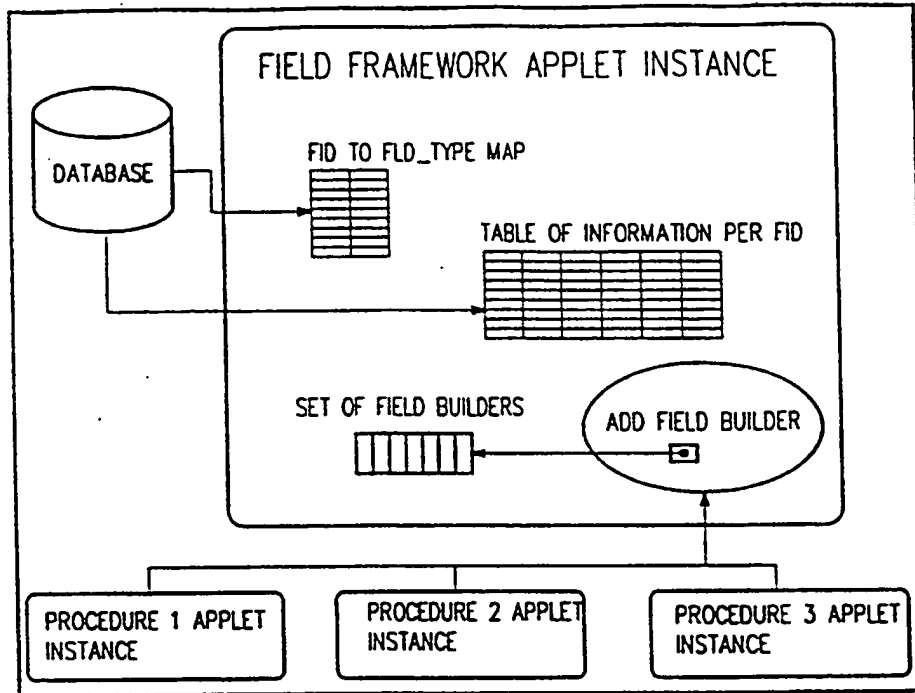 FIELD FRAMEWORK APPLET INSTANCE
DATABASE
FID TO FLD_TYPE MAP
TABLE OF INFORMATION PER FID
SET OF FIELD BUILDERS
ADD FIELD BUILDER
PROCEDURE 1 APPLET
INSTANCE
PROCEDURE 2 APPLET
INSTANCE
PROCEDURE 3 APPLET
INSTANCE